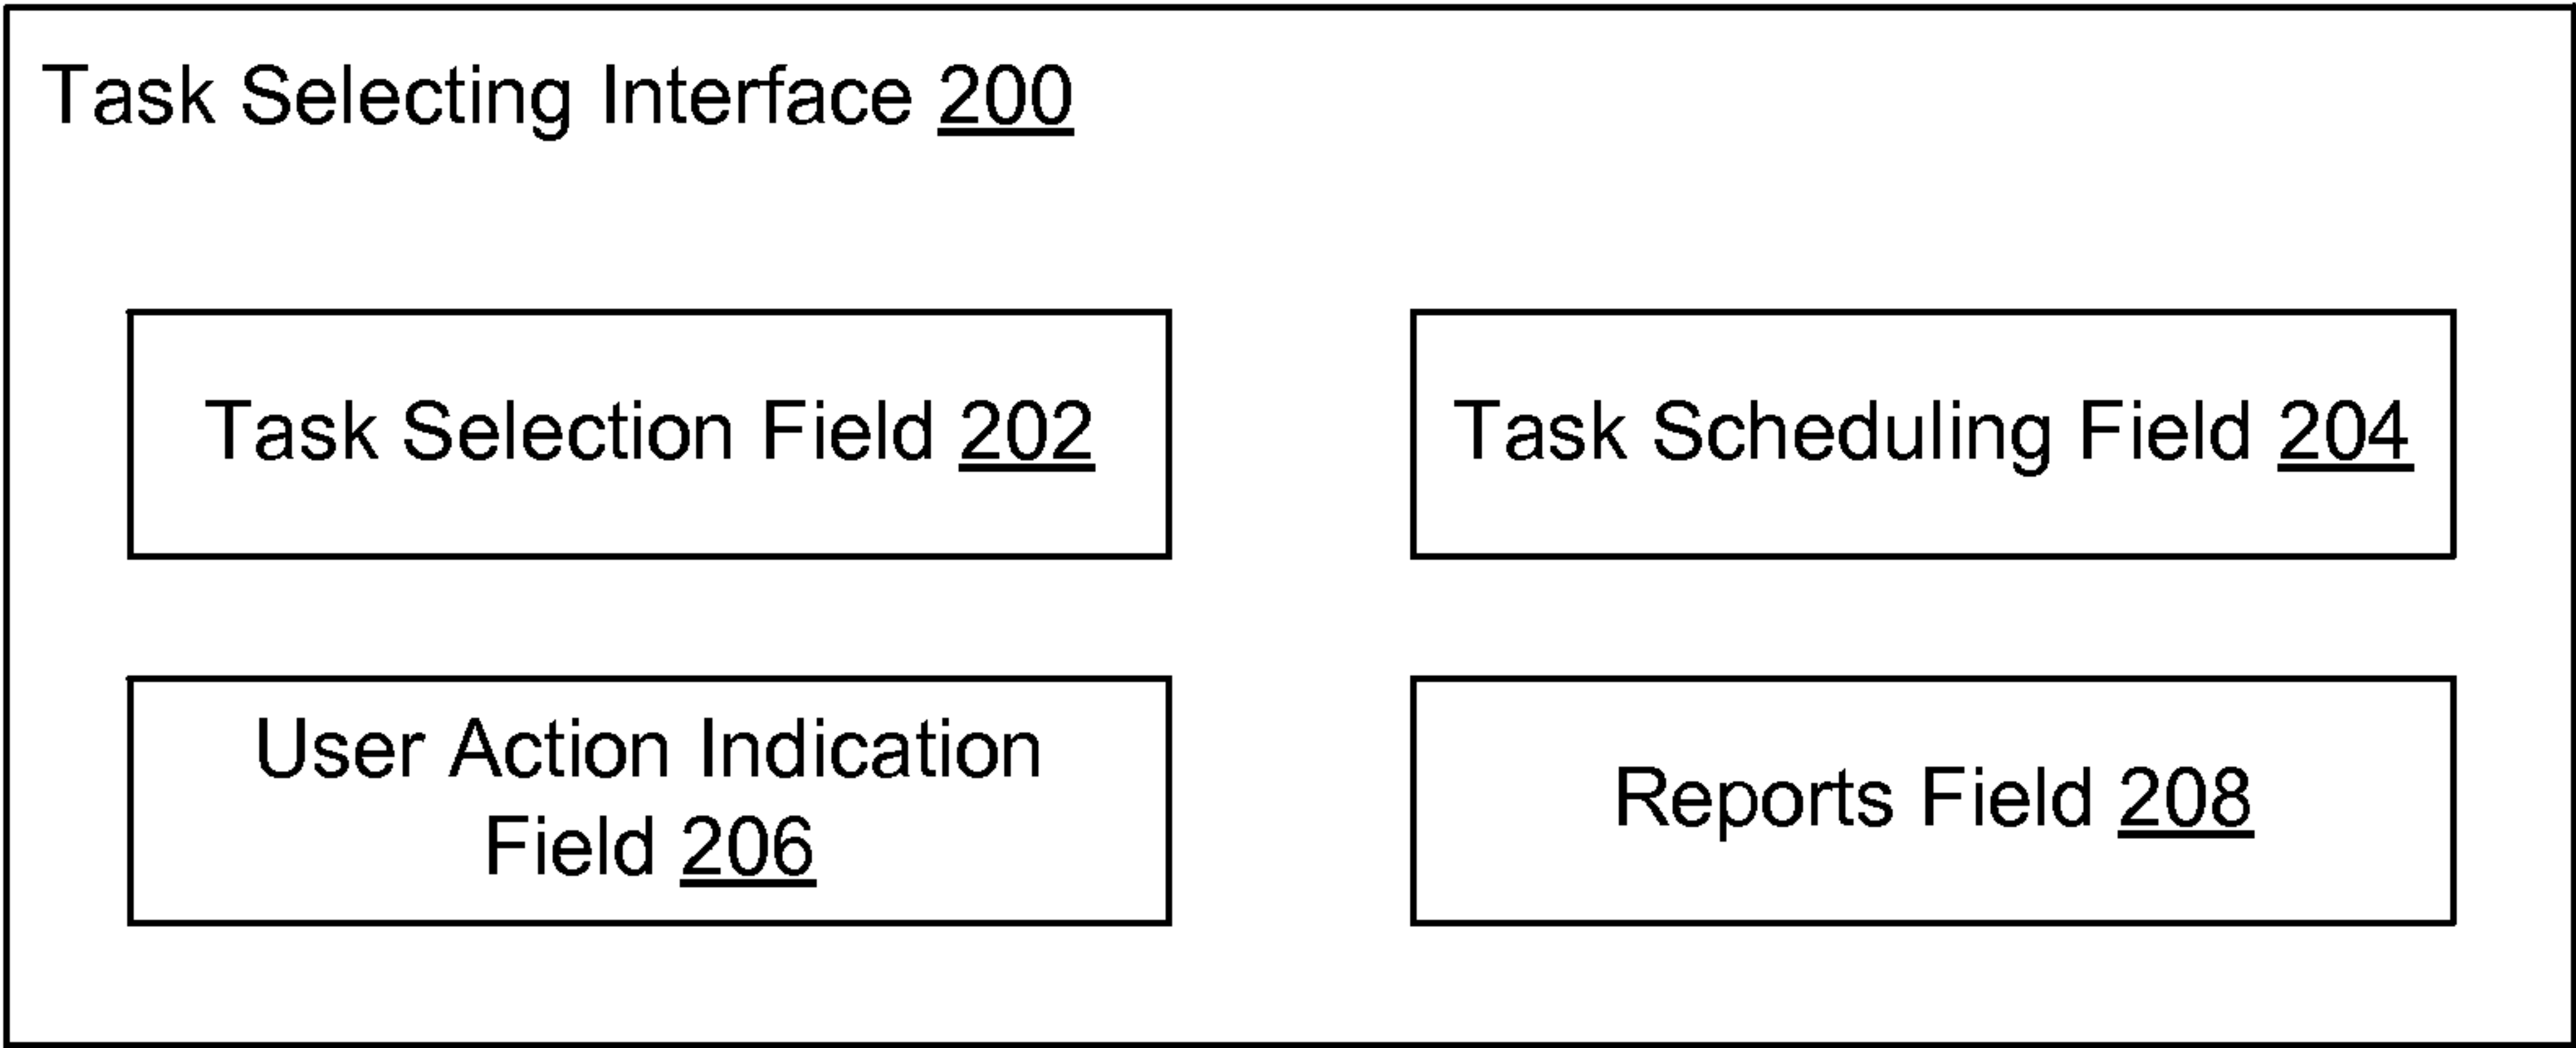 Task Selecting Interface 200
Task Selection Field 202
Task Scheduling Field 204
User Action Indication
Field 206
Reports Field 208